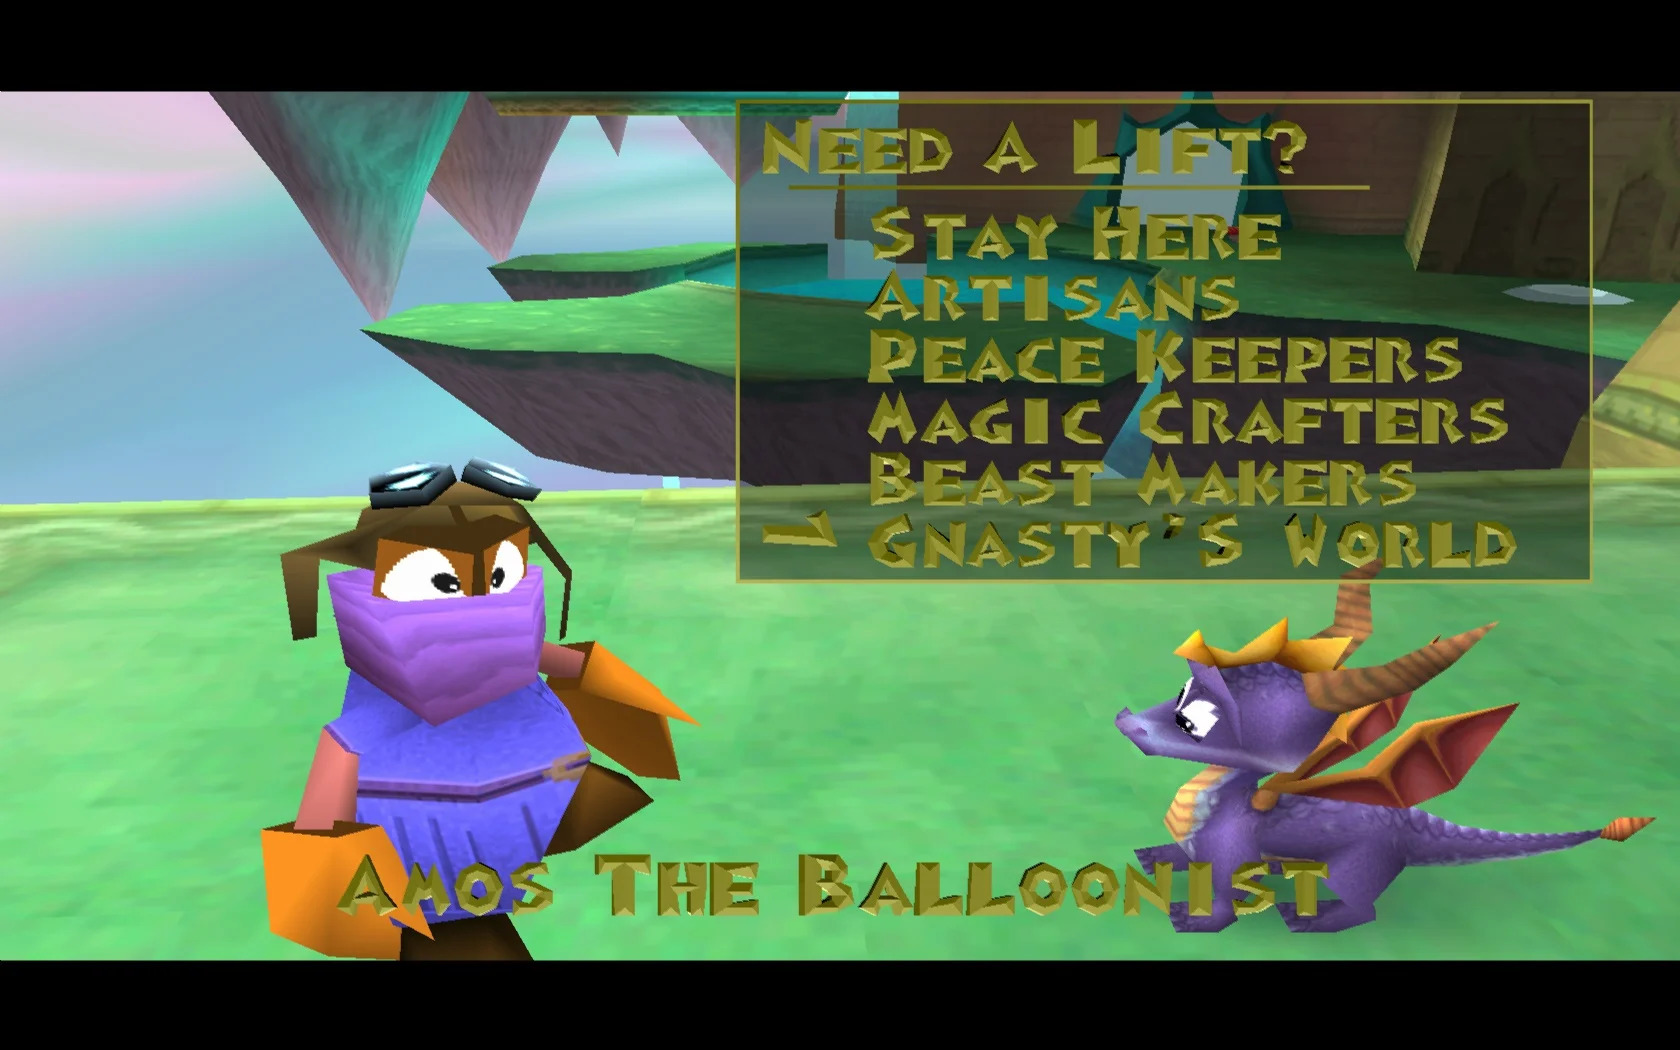 Need A Lift?
Stay Here
Artisans
Peace Keepers
Magic Crafters
Beast Makers
Gnasty's World
Amos The Balloonist